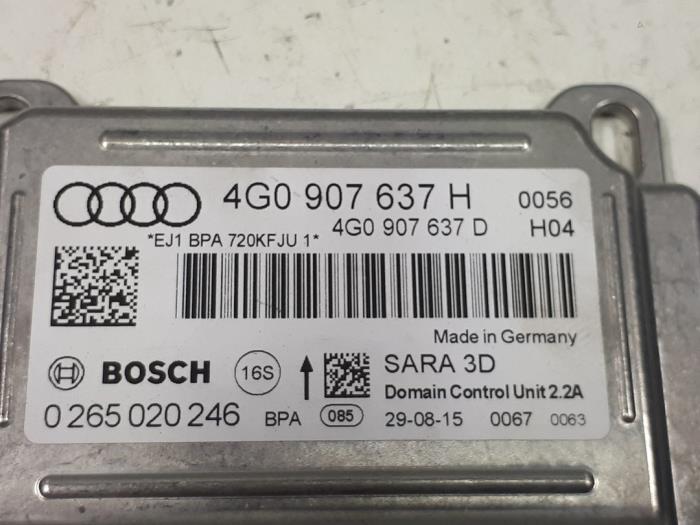 4G0 907 637 H 0056
4G0 907 637 D H04
*EJ1 BPA 720KFJU 1*
Made in Germany
BOSCH 16S SARA 3D
Domain Control Unit 2.2A
0 265 020 246 BPA 085 29-08-15 0067 0063